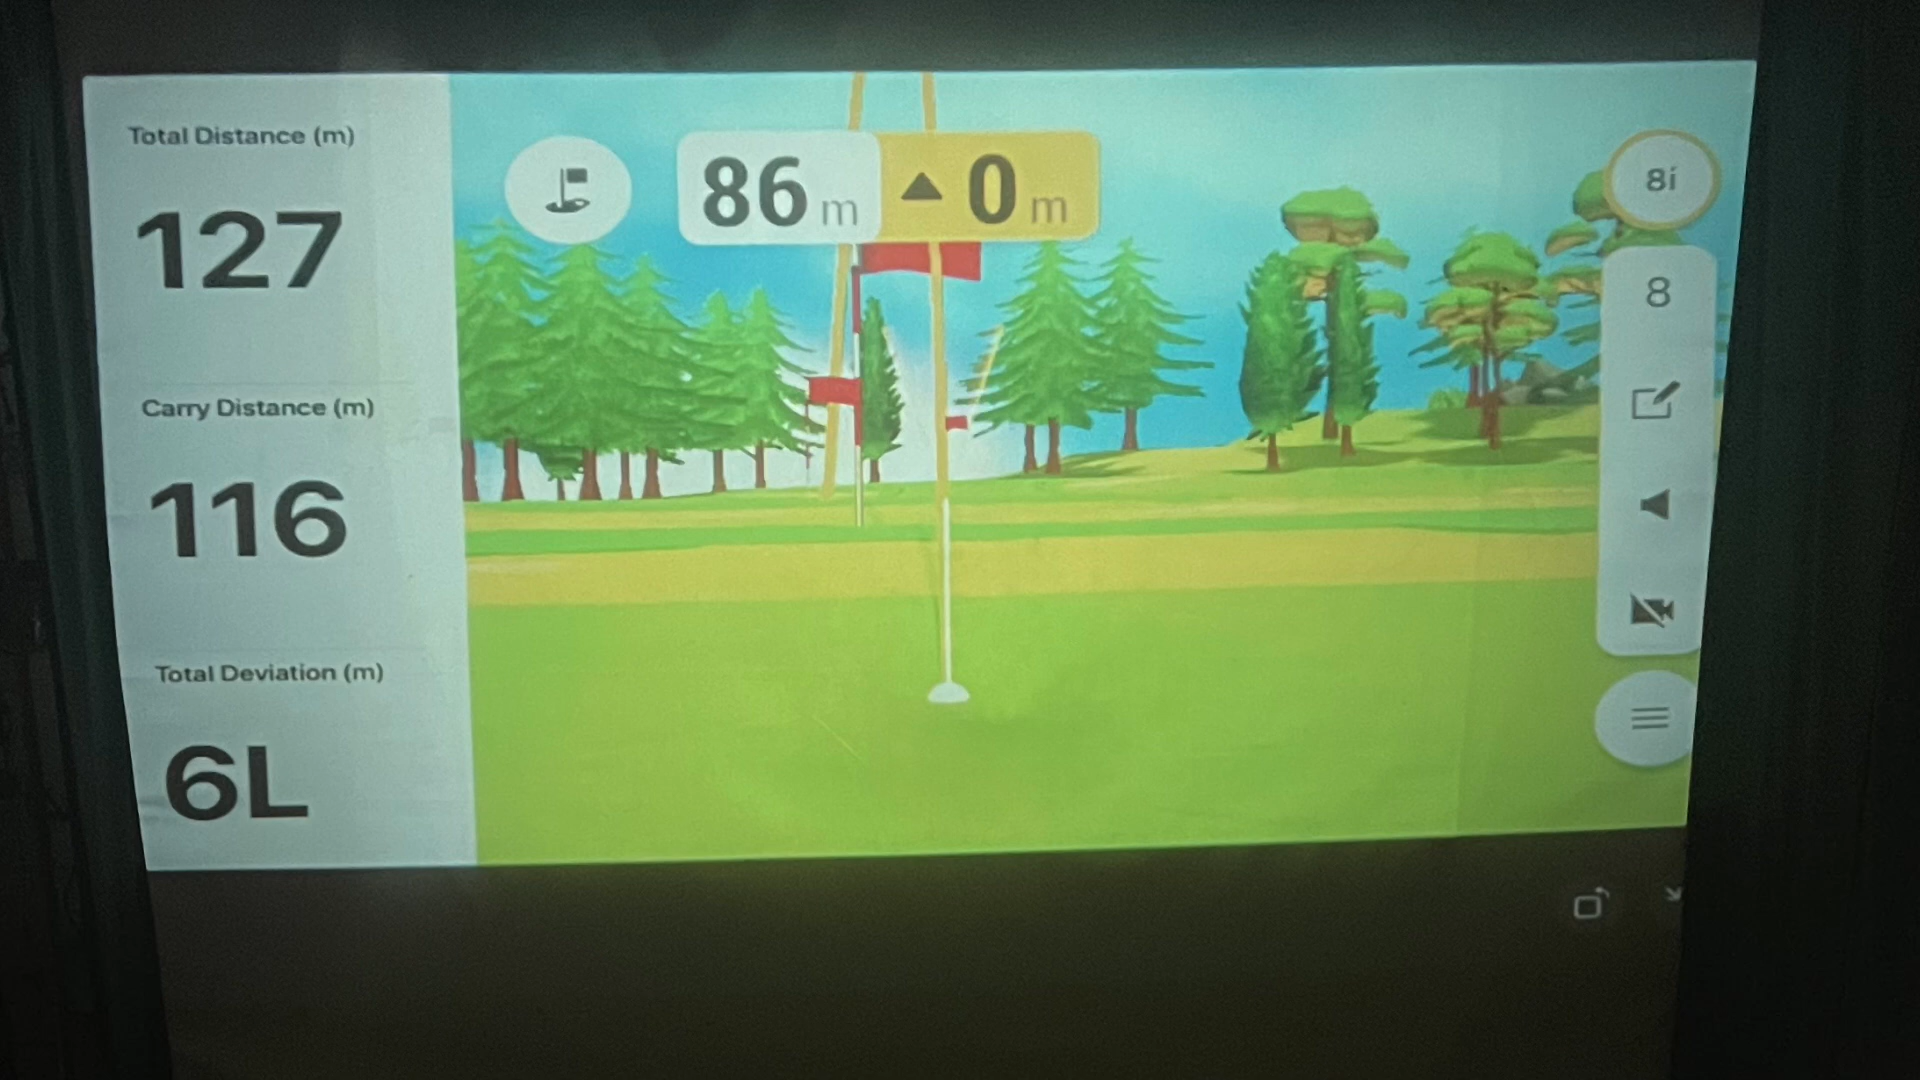 Total Distance (m)
127
Carry Distance (m)
116
Total Deviation (m)
6L
86 m ▲ 0 m
8i
8